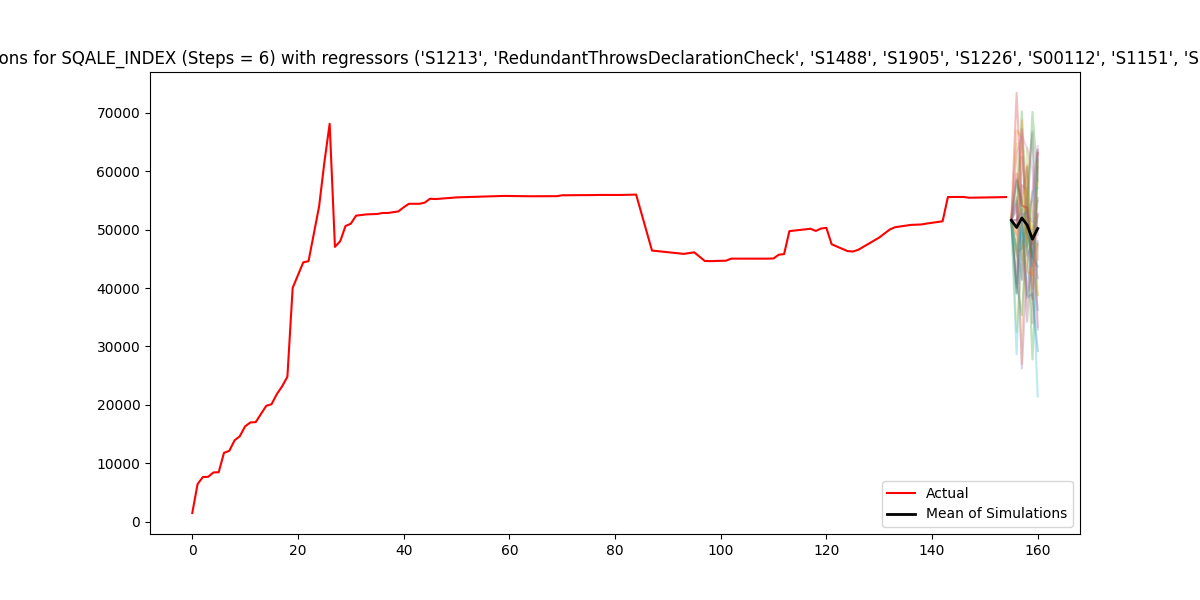 ons for SQALE_INDEX (Steps = 6) with regressors ('S1213', 'RedundantThrowsDeclarationCheck', 'S1488', 'S1905', 'S1226', 'S00112', 'S1151', 'S
70000
60000
50000
40000
30000
20000
10000
0
0 20 40 60 80 100 120 140 160
Actual
Mean of Simulations